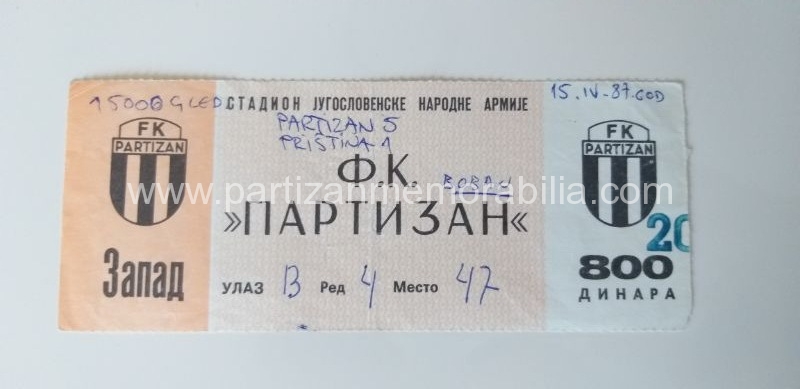 15000 GLED.
СТАДИОН ЈУГОСЛОВЕНСКЕ НАРОДНЕ АРМИЈЕ
15. IV - 87. GOD
PARTIZAN 5
PRIŠTINA 1
FK
PARTIZAN
ФК.
»ПАРТИЗАН«
FK
PARTIZAN
www.partizanmemorabilia.com
20
Запад
УЛАЗ B Ред 4 Место 47
800
ДИНАРА